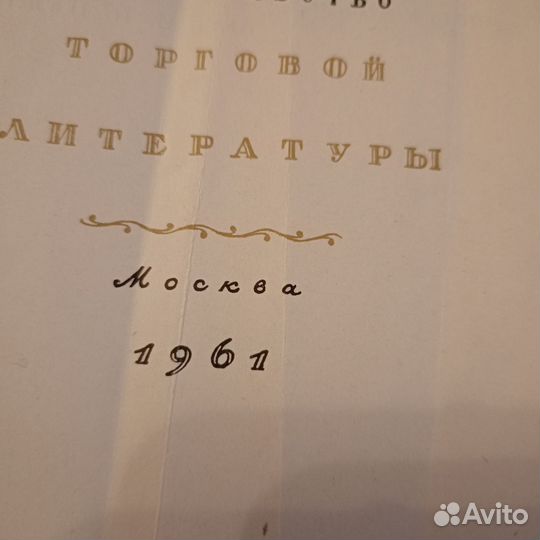 ТОРГОВОЙ
ЛИТЕРАТУРЫ
Москва
1961
Avito